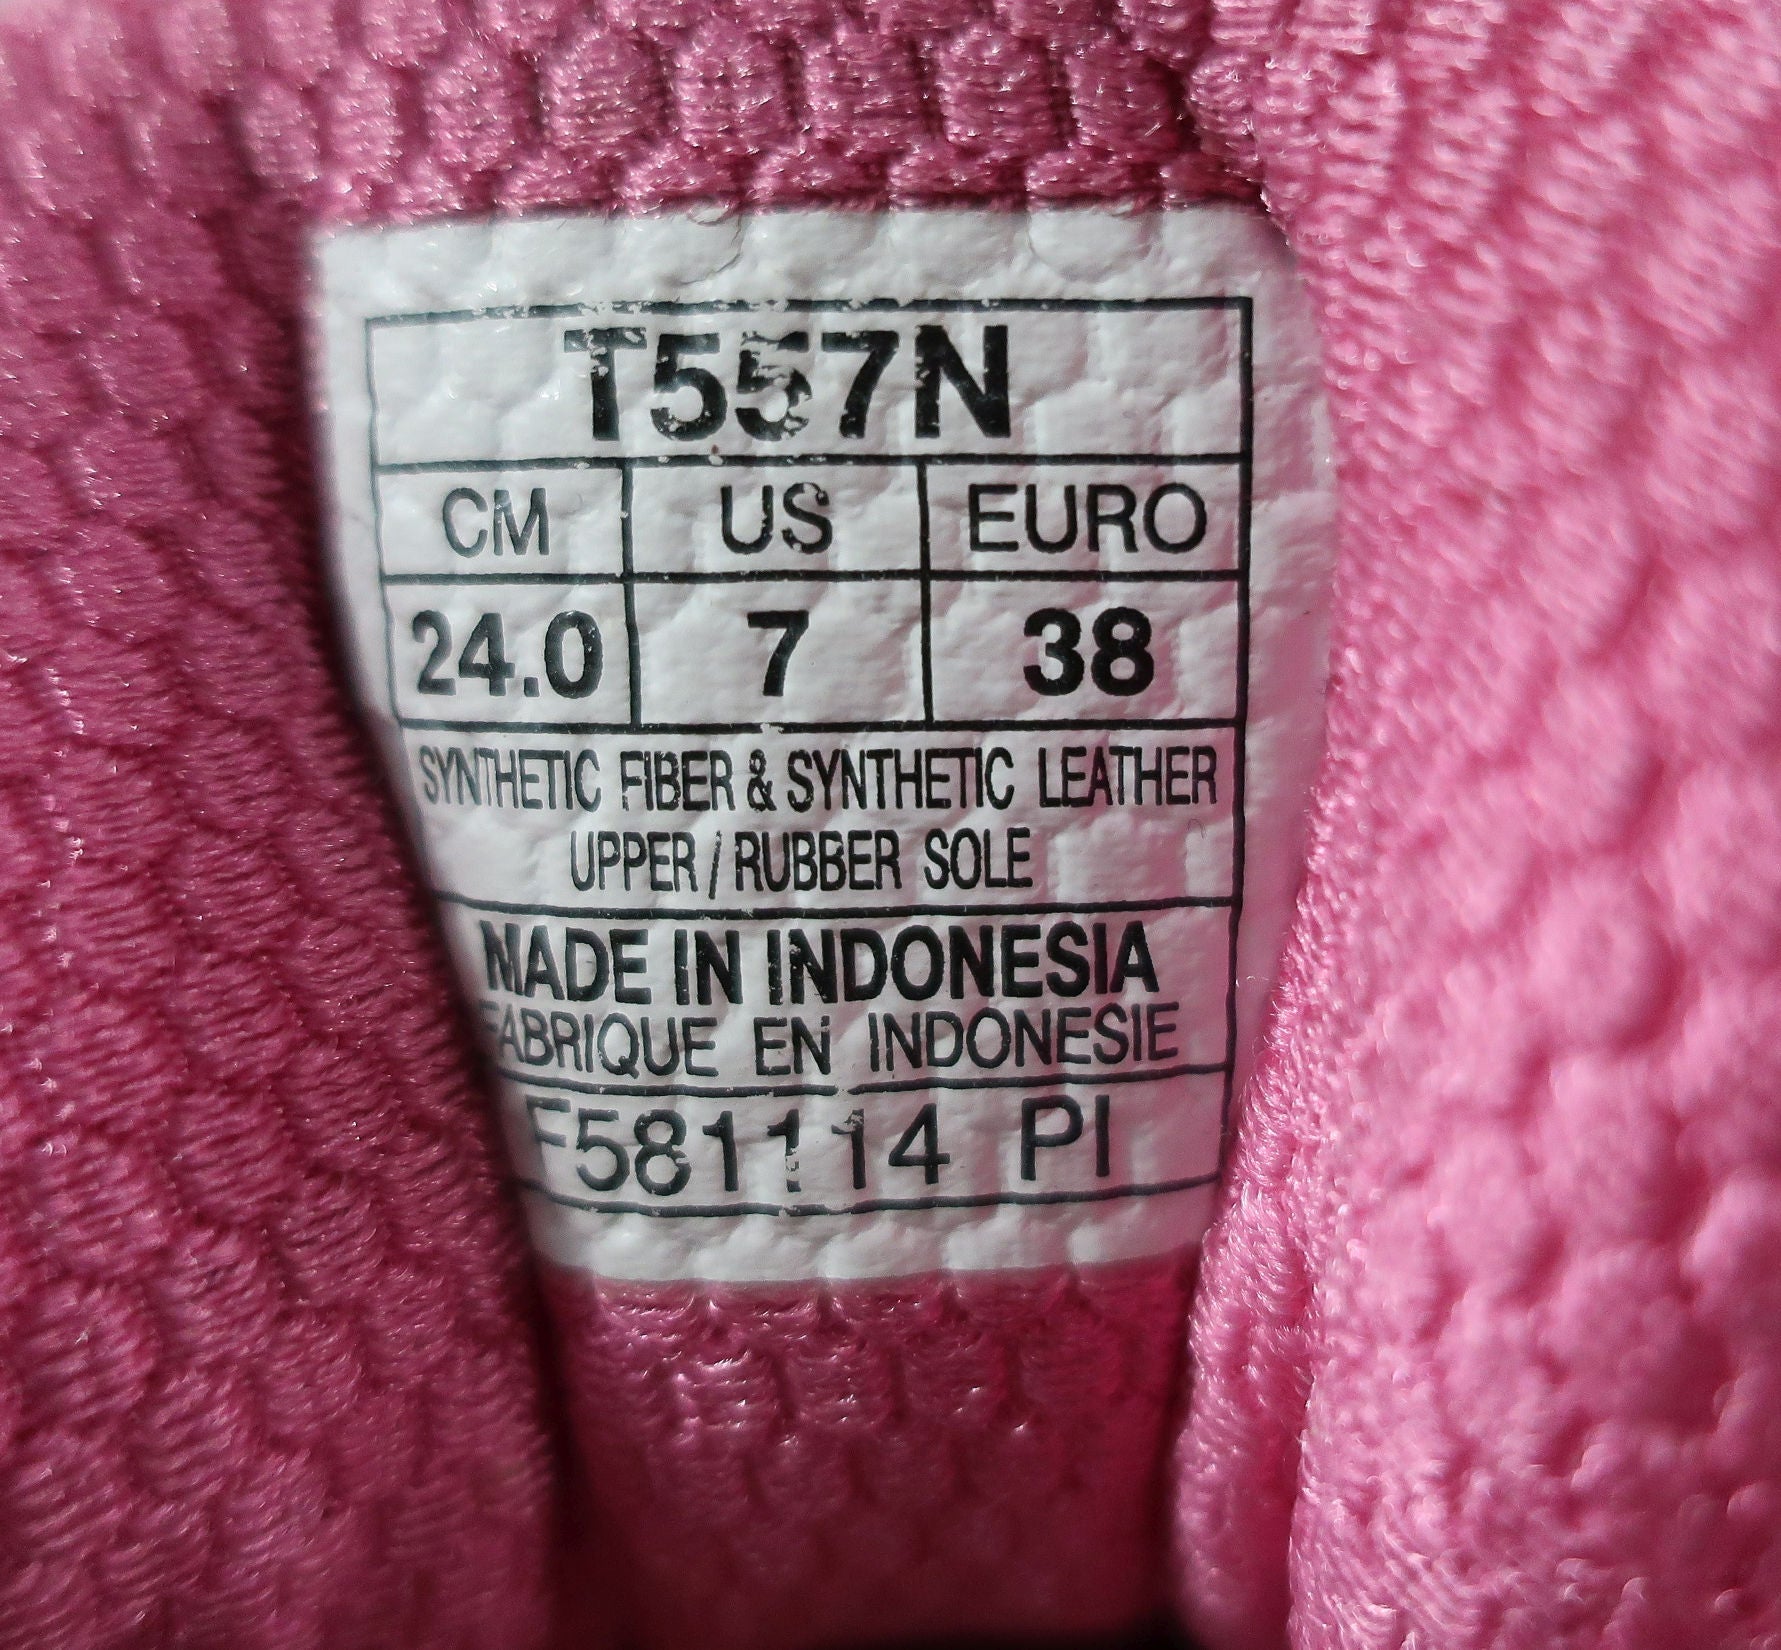 T557N
CM US EURO
24.0 7 38
SYNTHETIC FIBER & SYNTHETIC LEATHER
UPPER / RUBBER SOLE
MADE IN INDONESIA
FABRIQUE EN INDONESIE
F581114 PI